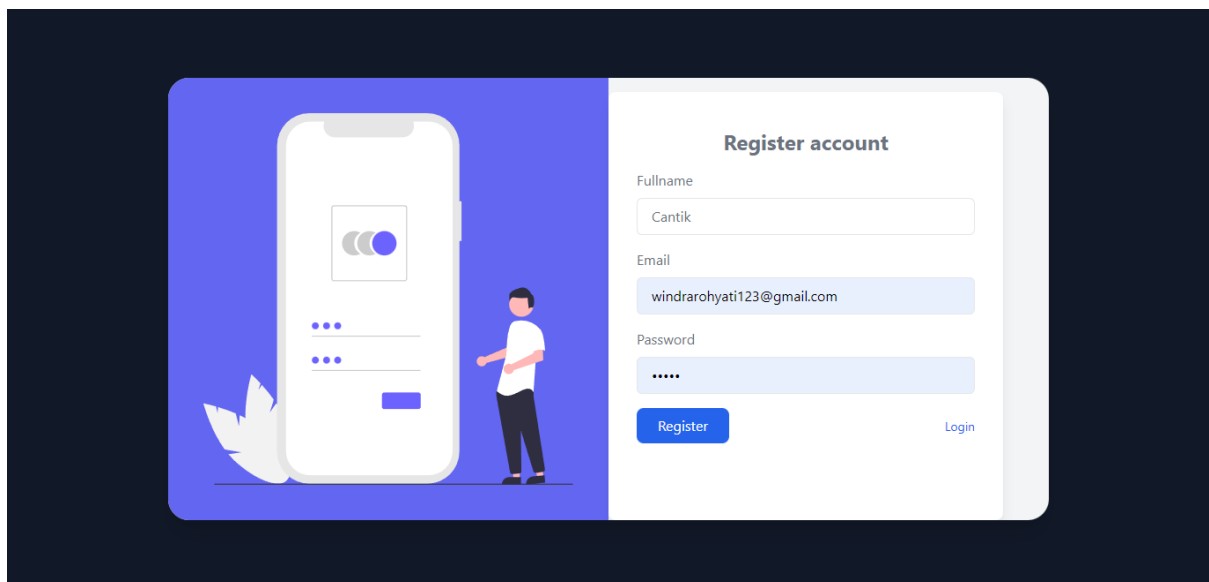 Register account
Fullname
Cantik
Email
windrarohyati123@gmail.com
Password
•••••
Register
Login